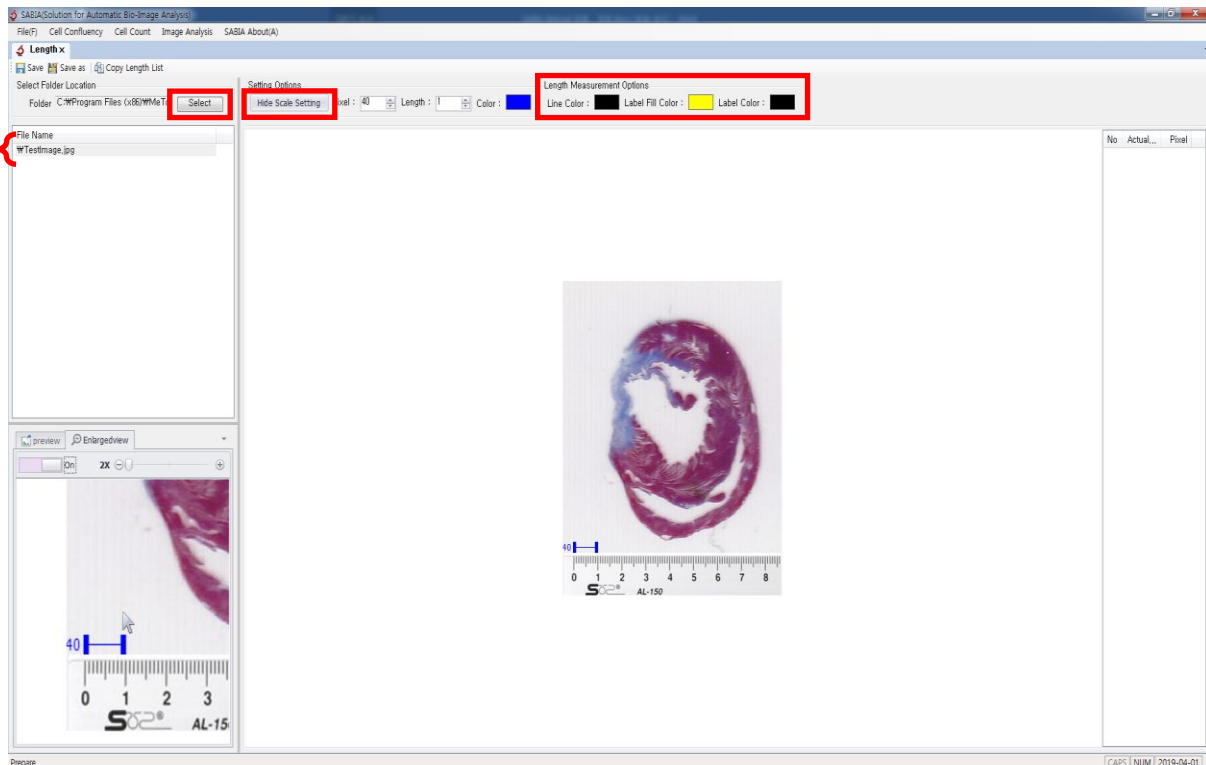 SABIA(Solution for Automatic Bio-Image Analysis)
File(F) Cell Confluency Cell Count Image Analysis SABIA About(A)
Length x
Save Save as Copy Length List
Select Folder Location Setting Options Length Measurement Options
Folder C:₩Program Files (x86)₩MeT Select Hide Scale Setting Pixel : 40 Length : 1 Color : Line Color : Label Fill Color : Label Color :
File Name
₩TestImage.jpg
No Actual,.. Pixel
40
0 1 2 3 4 5 6 7 8
AL-150
preview Enlargedview
On 2X
40
0 1 2 3
AL-15
Prepare CAPS NUM 2019-04-01